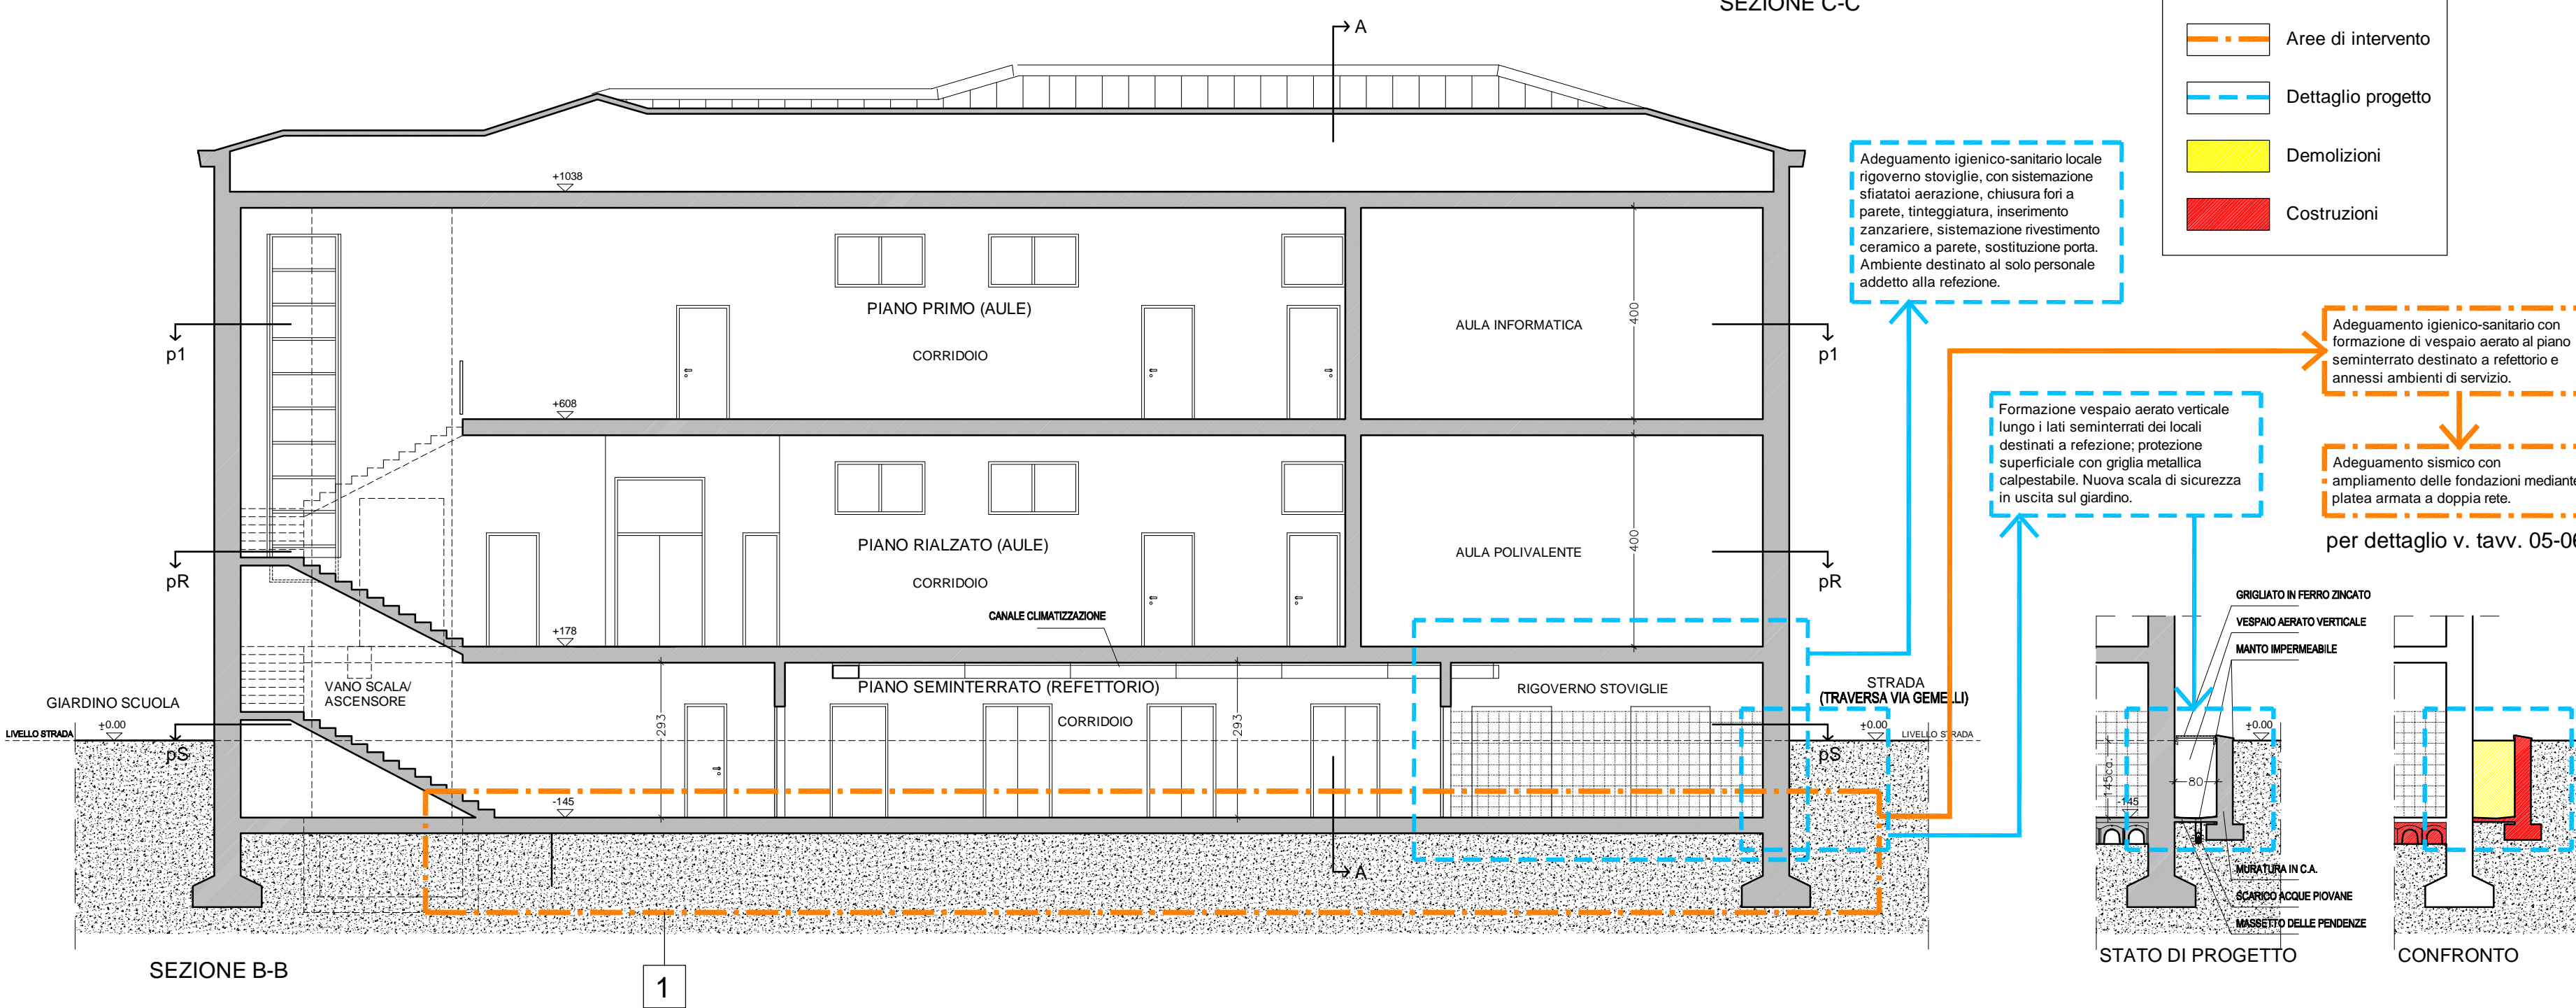 SEZIONE C-C
A
Aree di intervento
Dettaglio progetto
Demolizioni
Costruzioni
Adeguamento igienico-sanitario locale
rigoverno stoviglie, con sistemazione
sfiatatoi aerazione, chiusura fori a
parete, tinteggiatura, inserimento
zanzariere, sistemazione rivestimento
ceramico a parete, sostituzione porta.
Ambiente destinato al solo personale
addetto alla refezione.
Adeguamento igienico-sanitario con
formazione di vespaio aerato al piano
seminterrato destinato a refettorio e
annessi ambienti di servizio.
Formazione vespaio aerato verticale
lungo i lati seminterrati dei locali
destinati a refezione; protezione
superficiale con griglia metallica
calpestabile. Nuova scala di sicurezza
in uscita sul giardino.
Adeguamento sismico con
ampliamento delle fondazioni mediante
platea armata a doppia rete.
per dettaglio v. tavv. 05-06
+1038
PIANO PRIMO (AULE)
CORRIDOIO
AULA INFORMATICA
400
p1
p1
+608
PIANO RIALZATO (AULE)
CORRIDOIO
AULA POLIVALENTE
400
pR
pR
CANALE CLIMATIZZAZIONE
+178
VANO SCALA/
ASCENSORE
293
PIANO SEMINTERRATO (REFETTORIO)
CORRIDOIO
293
RIGOVERNO STOVIGLIE
GIARDINO SCUOLA
+0.00
LIVELLO STRADA
pS
STRADA
(TRAVERSA VIA GEMELLI)
+0.00
LIVELLO STRADA
pS
-145
A
SEZIONE B-B
1
GRIGLIATO IN FERRO ZINCATO
VESPAIO AERATO VERTICALE
MANTO IMPERMEABILE
+0.00
145ca.
80
-145
MURATURA IN C.A.
SCARICO ACQUE PIOVANE
MASSETTO DELLE PENDENZE
STATO DI PROGETTO
CONFRONTO